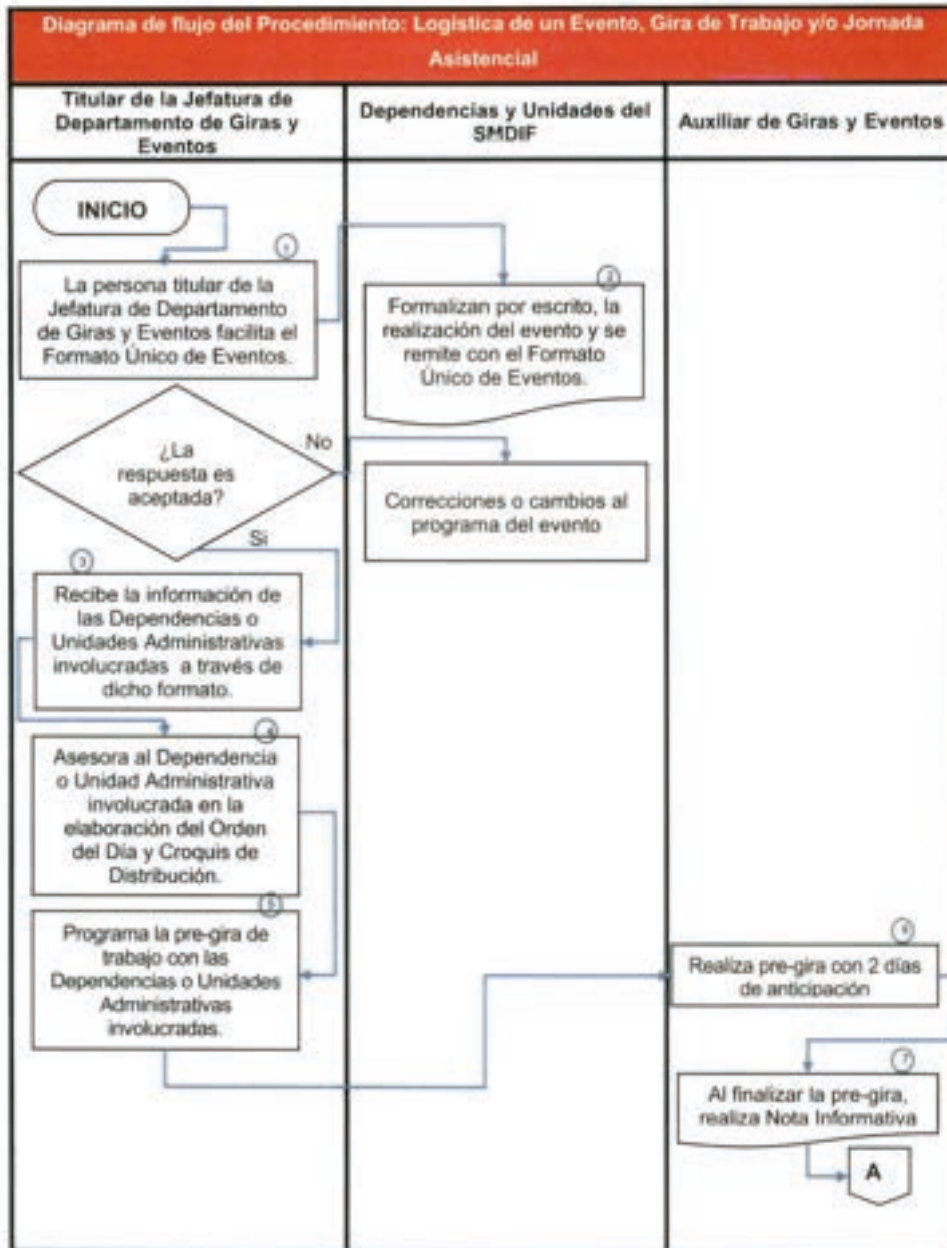 Diagrama de flujo del Procedimiento: Logística de un Evento, Gira de Trabajo y/o Jornada
Asistencial
Titular de la Jefatura de
Departamento de Giras y
Eventos
Dependencias y Unidades del
SMDIF
Auxiliar de Giras y Eventos
INICIO
1
La persona titular de la
Jefatura de Departamento
de Giras y Eventos facilita el
Formato Único de Eventos.
2
Formalizan por escrito, la
realización del evento y se
remite con el Formato
Único de Eventos.
¿La
respuesta es
aceptada?
No
Correcciones o cambios al
programa del evento
Si
3
Recibe la información de
las Dependencias o
Unidades Administrativas
involucradas a través de
dicho formato.
4
Asesora al Dependencia
o Unidad Administrativa
involucrada en la
elaboración del Orden
del Día y Croquis de
Distribución.
5
Programa la pre-gira de
trabajo con las
Dependencias o Unidades
Administrativas
involucradas.
6
Realiza pre-gira con 2 días
de anticipación
7
Al finalizar la pre-gira,
realiza Nota Informativa
A